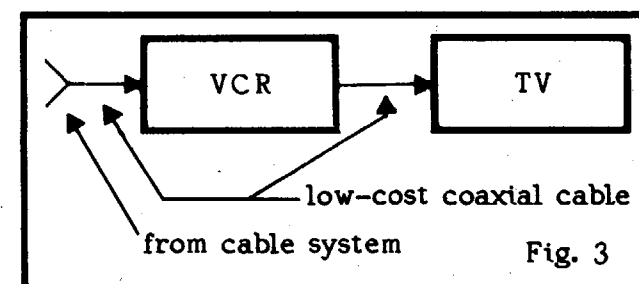 VCR
TV
low-cost coaxial cable
from cable system
Fig. 3